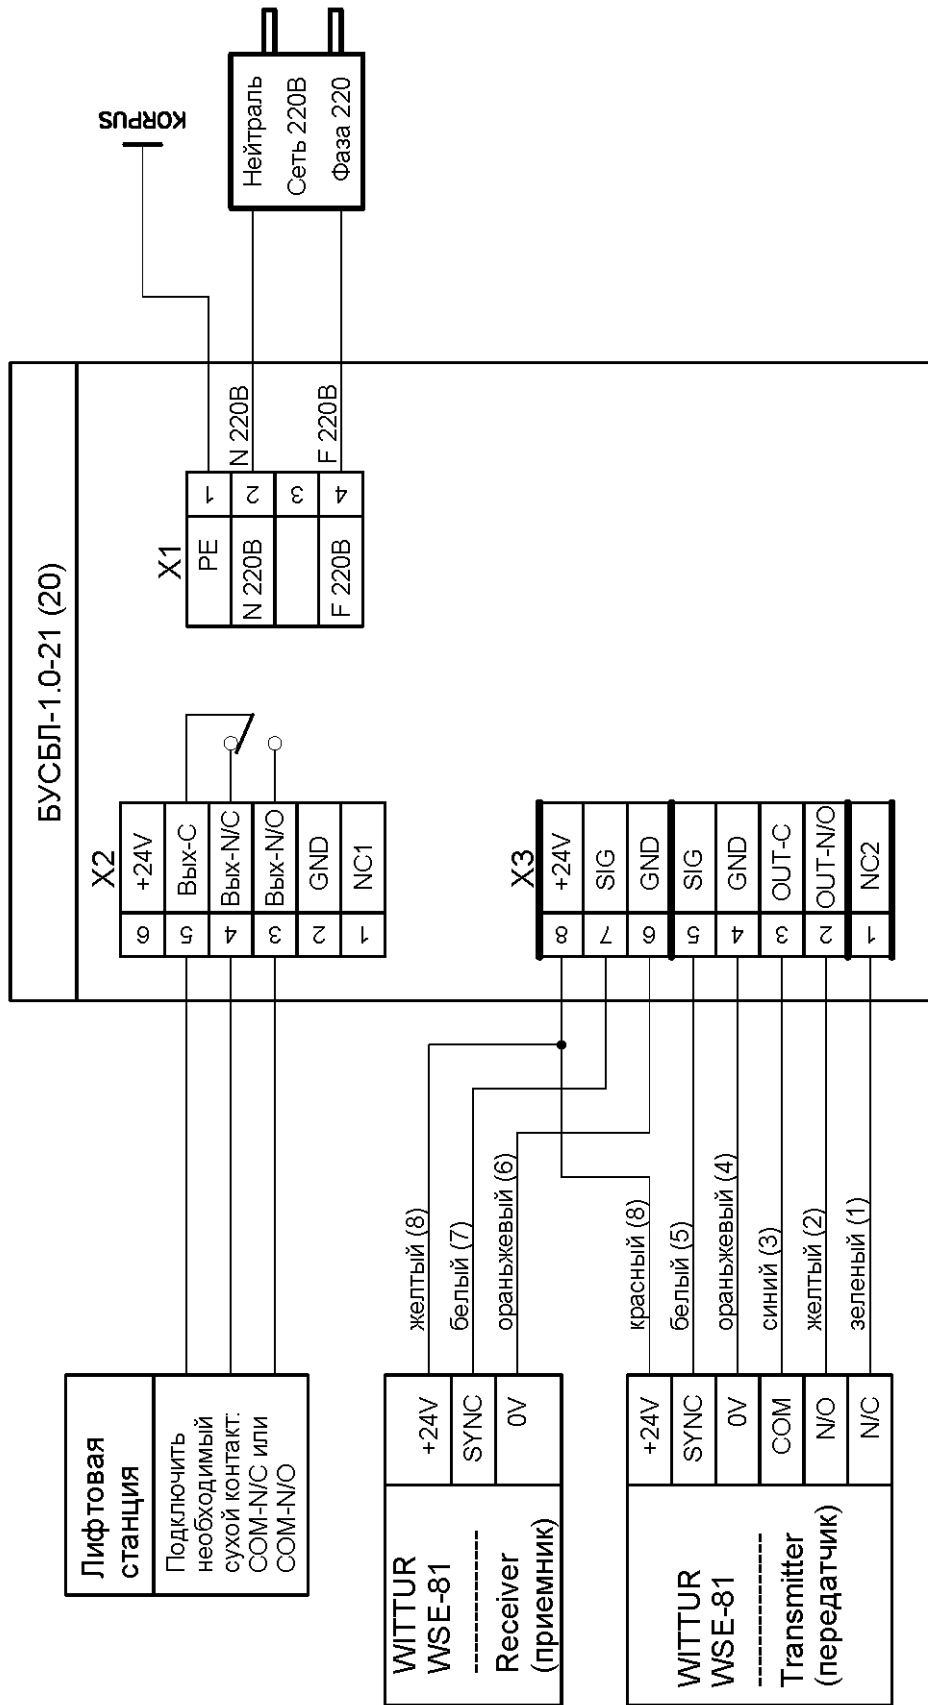 KORPUS
Нейтраль
Сеть 220В
Фаза 220
БУСБЛ-1.0-21 (20)
X1
PE
1
N 220В
2
N 220В
3
F 220В
4
F 220В
X2
6
+24V
5
Вых-С
4
Вых-N/C
3
Вых-N/O
2
GND
1
NC1
X3
8
+24V
7
SIG
6
GND
5
SIG
4
GND
3
OUT-C
2
OUT-N/O
1
NC2
желтый (8)
белый (7)
ораньжевый (6)
красный (8)
белый (5)
ораньжевый (4)
синий (3)
желтый (2)
зеленый (1)
Лифтовая
станция
Подключить
необходимый
сухой контакт:
COM-N/C или
COM-N/O
WITTUR
WSE-81
------------
Receiver
(приемник)
+24V
SYNC
0V
WITTUR
WSE-81
------------
Transmitter
(передатчик)
+24V
SYNC
0V
COM
N/O
N/C